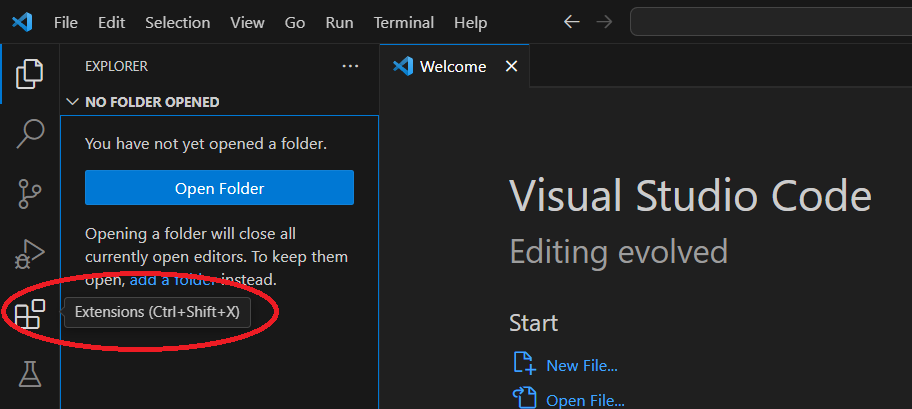 File Edit Selection View Go Run Terminal Help
EXPLORER
Welcome
NO FOLDER OPENED
You have not yet opened a folder.
Open Folder
Opening a folder will close all
currently open editors. To keep them
open, add a folder instead.
Extensions (Ctrl+Shift+X)
Visual Studio Code
Editing evolved
Start
New File...
Open File...